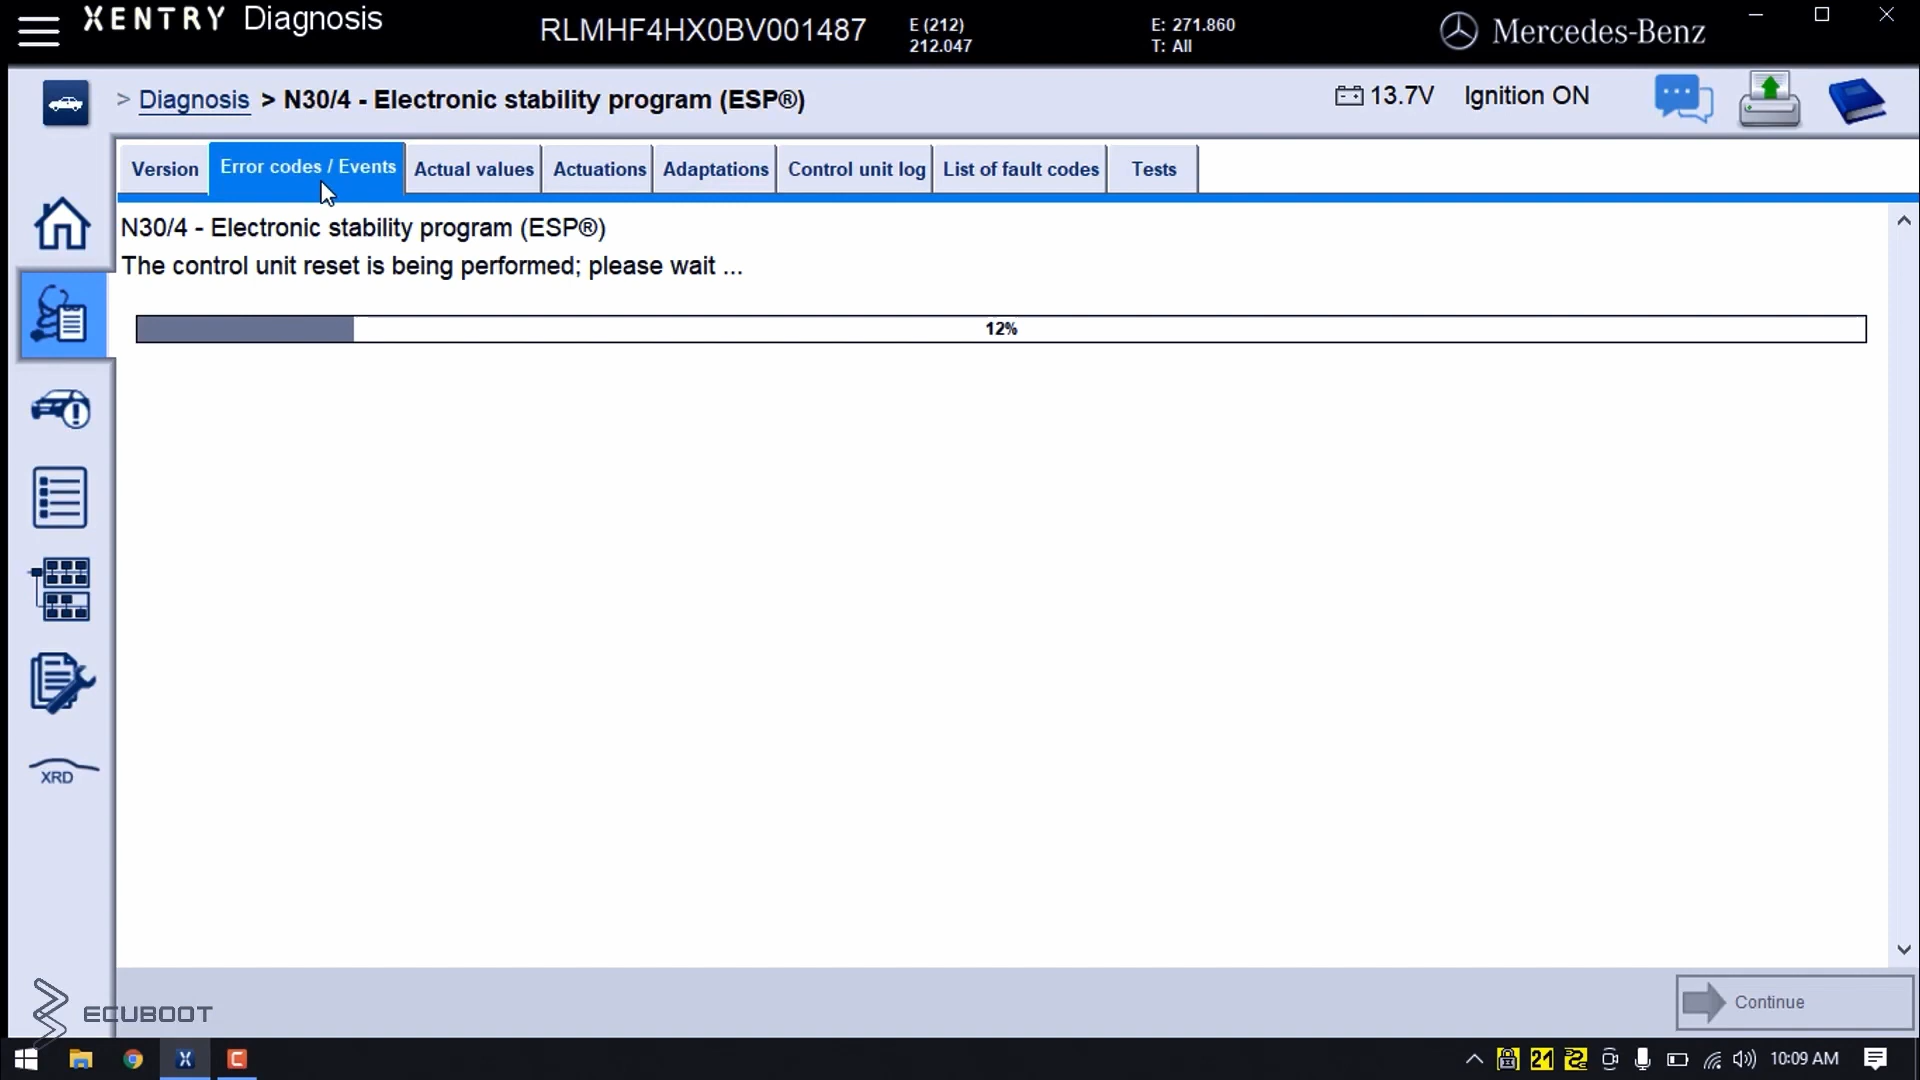 XENTRY Diagnosis
RLMHF4HX0BV001487
E (212)
212.047
E: 271.860
T: All
Mercedes-Benz
> Diagnosis > N30/4 - Electronic stability program (ESP®)
13.7V
Ignition ON
Version
Error codes / Events
Actual values
Actuations
Adaptations
Control unit log
List of fault codes
Tests
N30/4 - Electronic stability program (ESP®)
The control unit reset is being performed; please wait ...
12%
XRD
Continue
ECUBOOT
X
C
21
10:09 AM